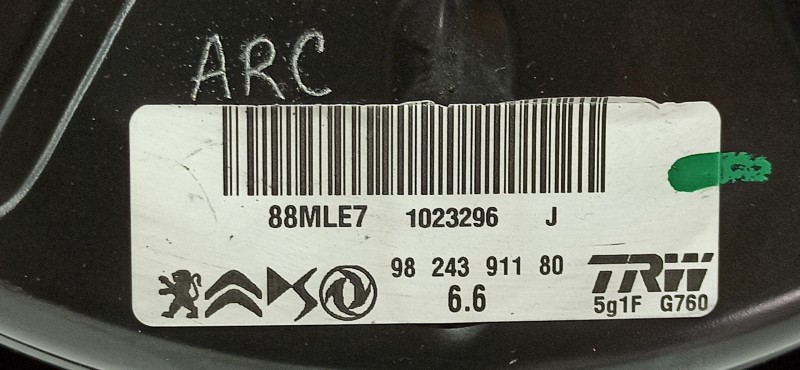 ARC
88MLE7 1023296 J
98 243 911 80
6.6
TRW
5g1F G760